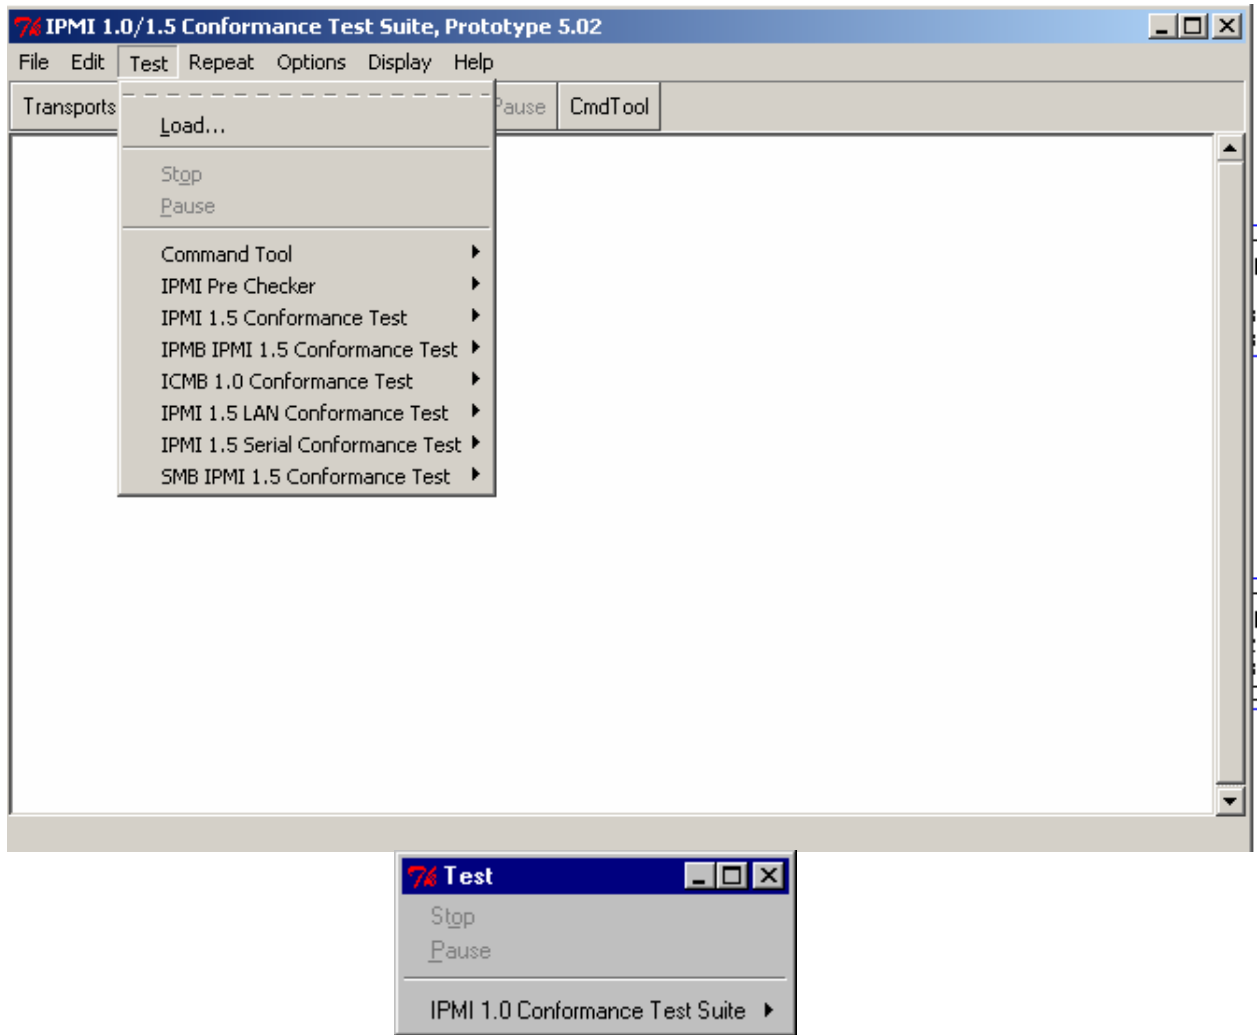 IPMI 1.0/1.5 Conformance Test Suite, Prototype 5.02
File Edit Test Repeat Options Display Help
Transports Pause CmdTool
Load...
Stop
Pause
Command Tool
IPMI Pre Checker
IPMI 1.5 Conformance Test
IPMB IPMI 1.5 Conformance Test
ICMB 1.0 Conformance Test
IPMI 1.5 LAN Conformance Test
IPMI 1.5 Serial Conformance Test
SMB IPMI 1.5 Conformance Test
Test
Stop
Pause
IPMI 1.0 Conformance Test Suite